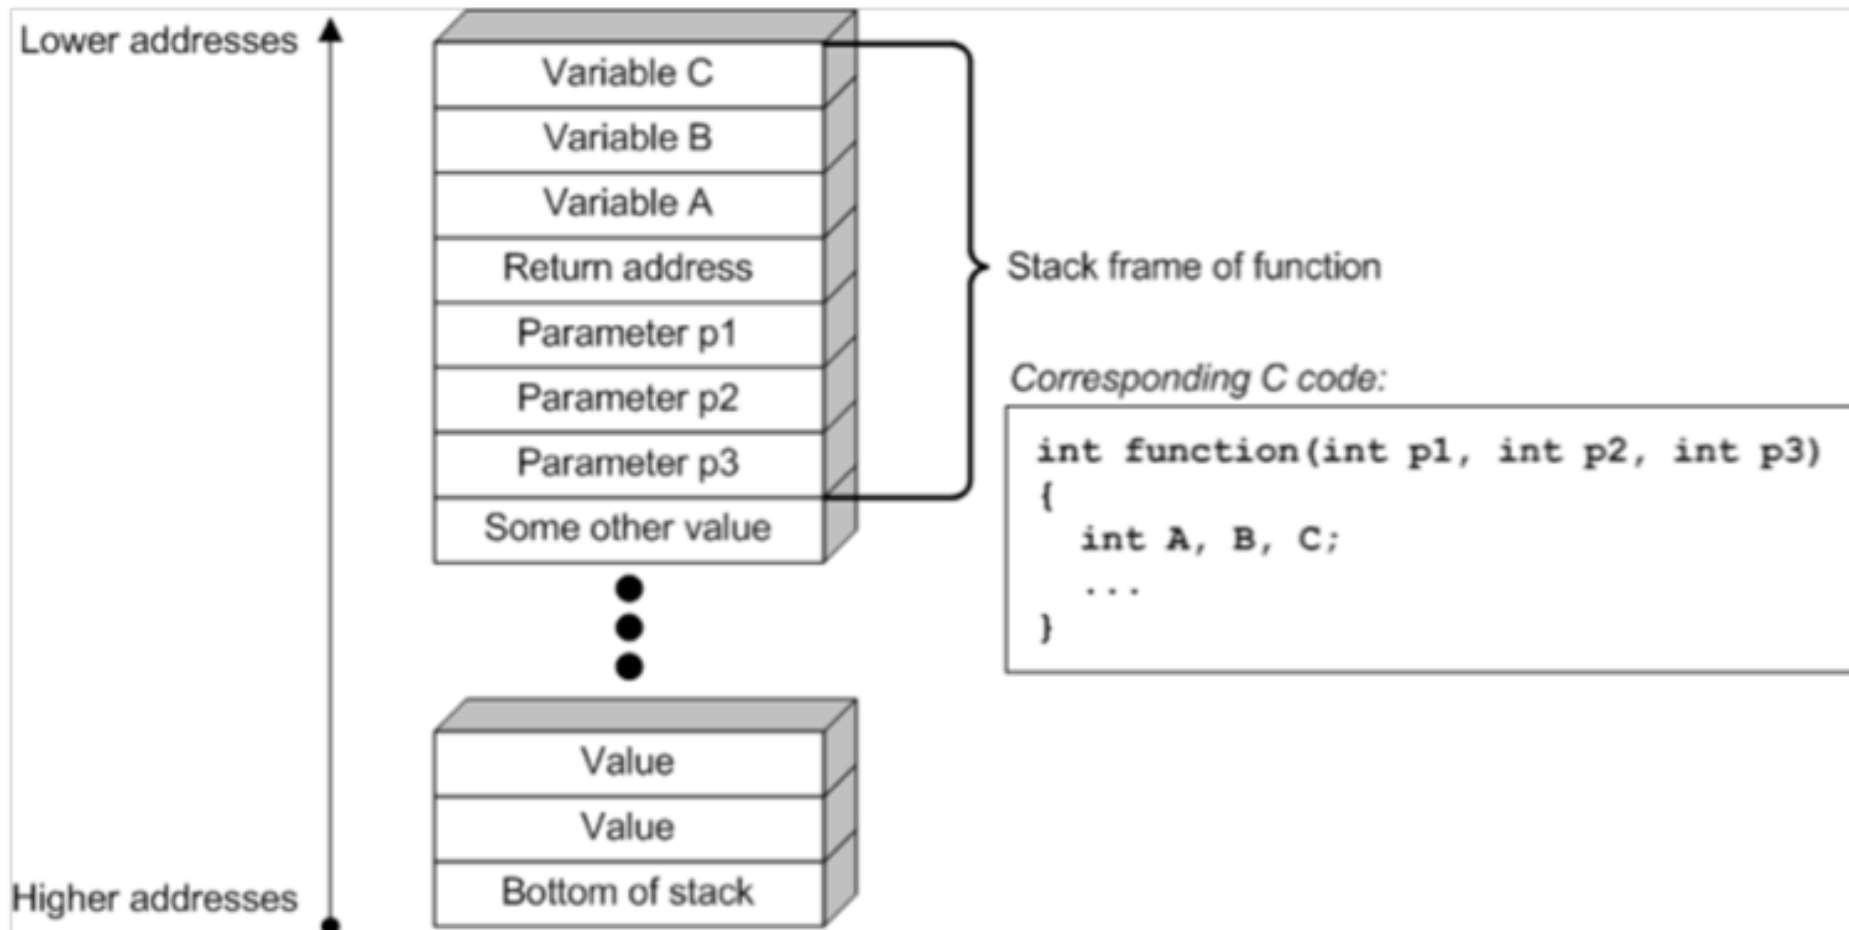 Lower addresses
Variable C
Variable B
Variable A
Return address
Parameter p1
Parameter p2
Parameter p3
Some other value
Stack frame of function
Corresponding C code:
int function(int p1, int p2, int p3)
{
int A, B, C;
...
}
Value
Value
Bottom of stack
Higher addresses